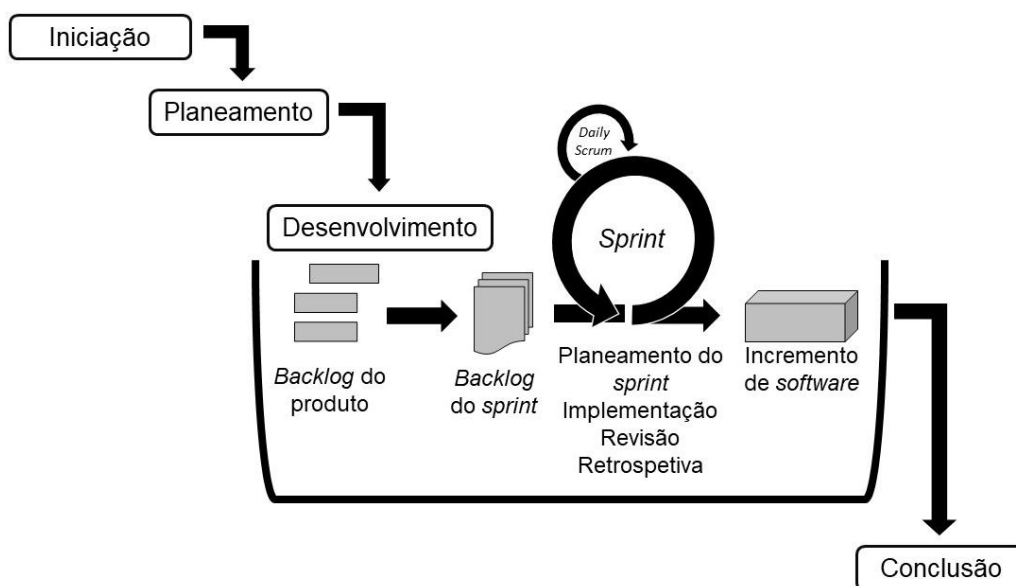 Iniciação
Planeamento
Daily
Scrum
Desenvolvimento
Sprint
Backlog do
produto
Backlog
do sprint
Planeamento do
sprint
Implementação
Revisão
Retrospetiva
Incremento
de software
Conclusão